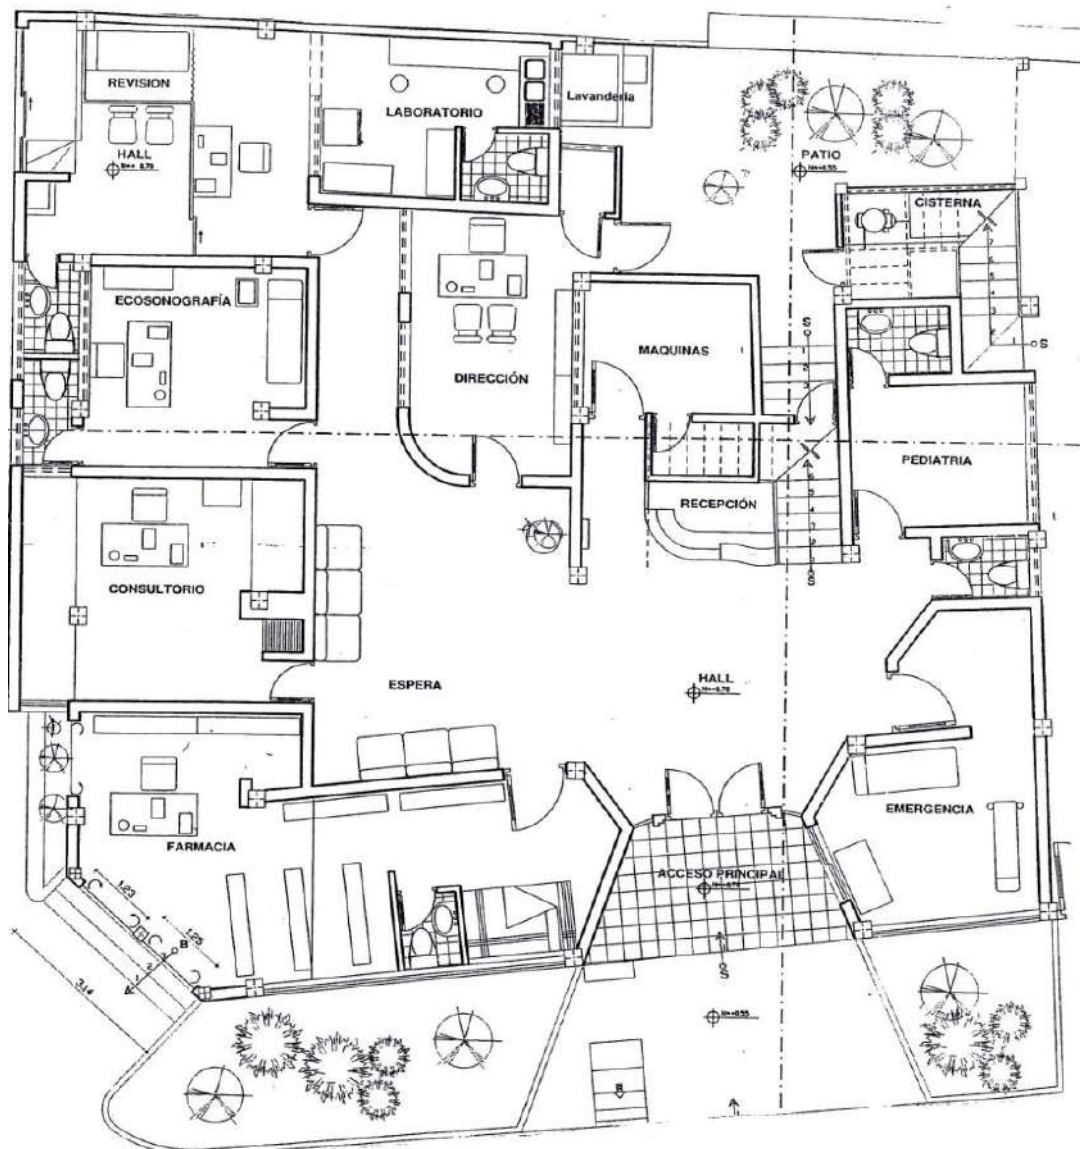 REVISION
LABORATORIO
Lavandería
HALL
PATIO
CISTERNA
ECOSONOGRAFÍA
S
MAQUINAS
S
DIRECCIÓN
PEDIATRIA
RECEPCIÓN
CONSULTORIO
S
ESPERA
HALL
EMERGENCIA
FARMACIA
ACCESO PRINCIPAL
1.23
1.25
B
3.14
S
B